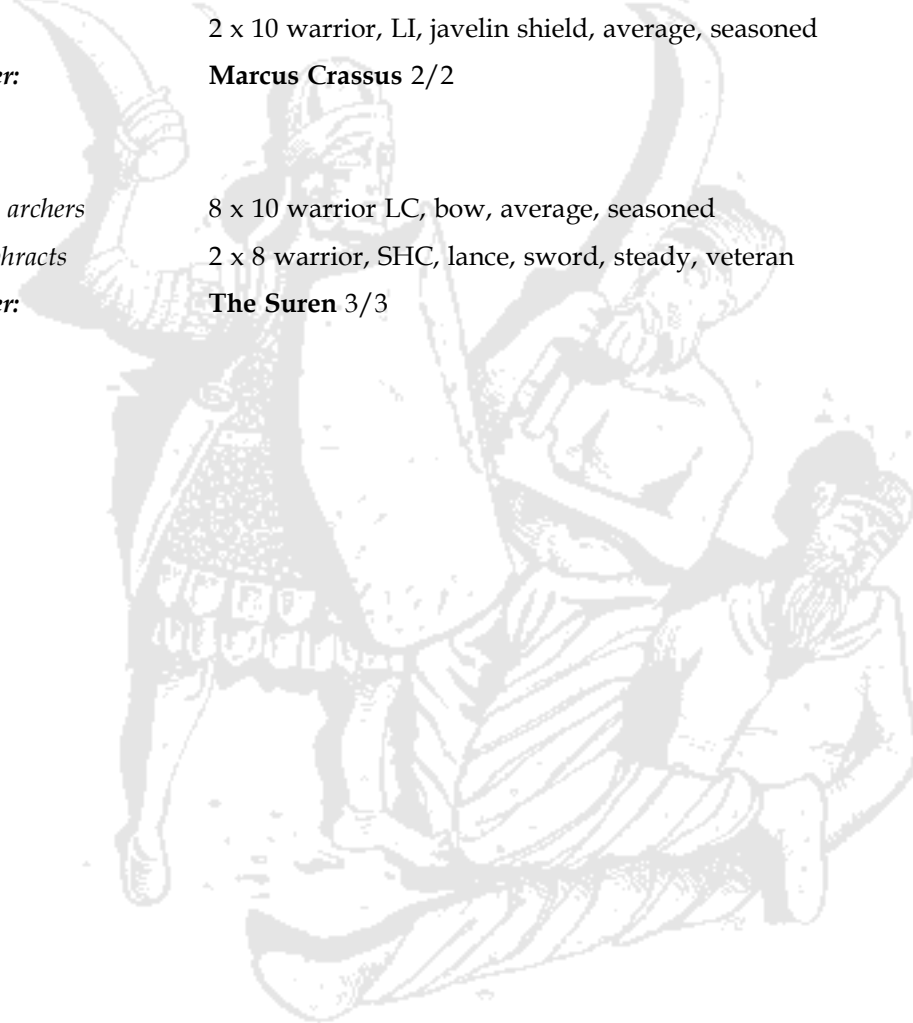 2 x 10 warrior, LI, javelin shield, average, seasoned
er: Marcus Crassus 2/2
archers 8 x 10 warrior LC, bow, average, seasoned
phracts 2 x 8 warrior, SHC, lance, sword, steady, veteran
er: The Suren 3/3